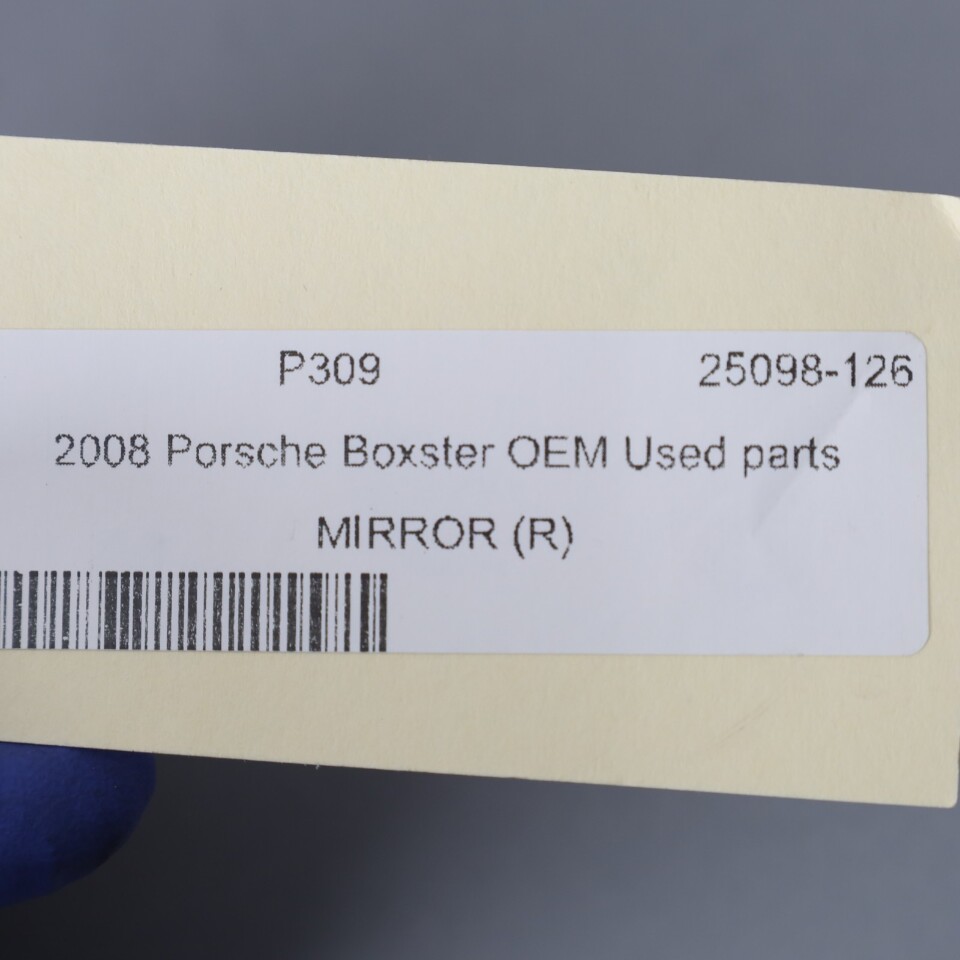 P309 25098-126
2008 Porsche Boxster OEM Used parts
MIRROR (R)